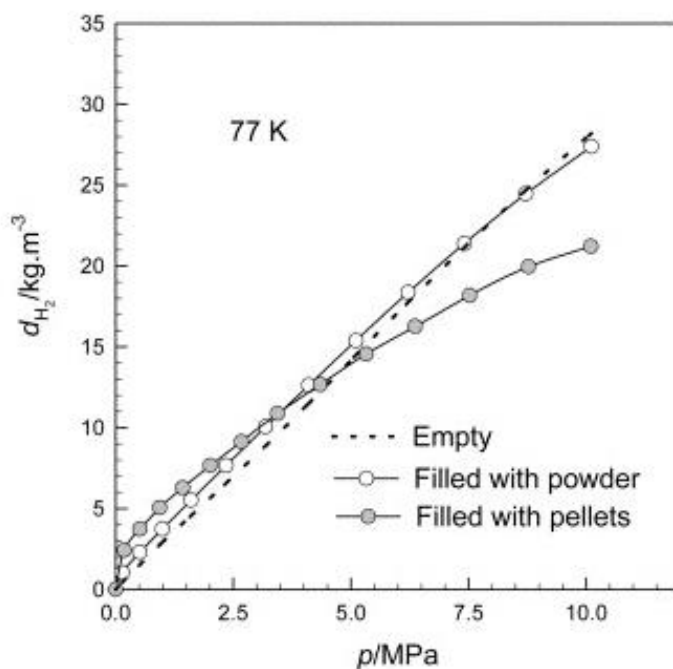 35
30
25
20
15
10
5
0
d_H₂/kg.m⁻³
77 K
Empty
Filled with powder
Filled with pellets
0.0 2.5 5.0 7.5 10.0
p/MPa